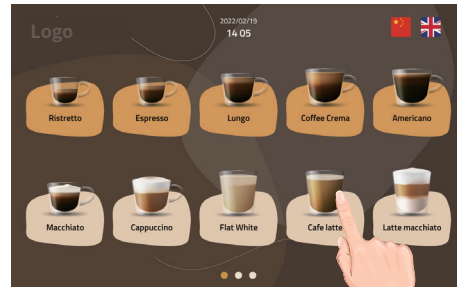 Logo
2022/02/19
14 05
Ristretto
Espresso
Lungo
Coffee Crema
Americano
Macchiato
Cappuccino
Flat White
Cafe latte
Latte macchiato